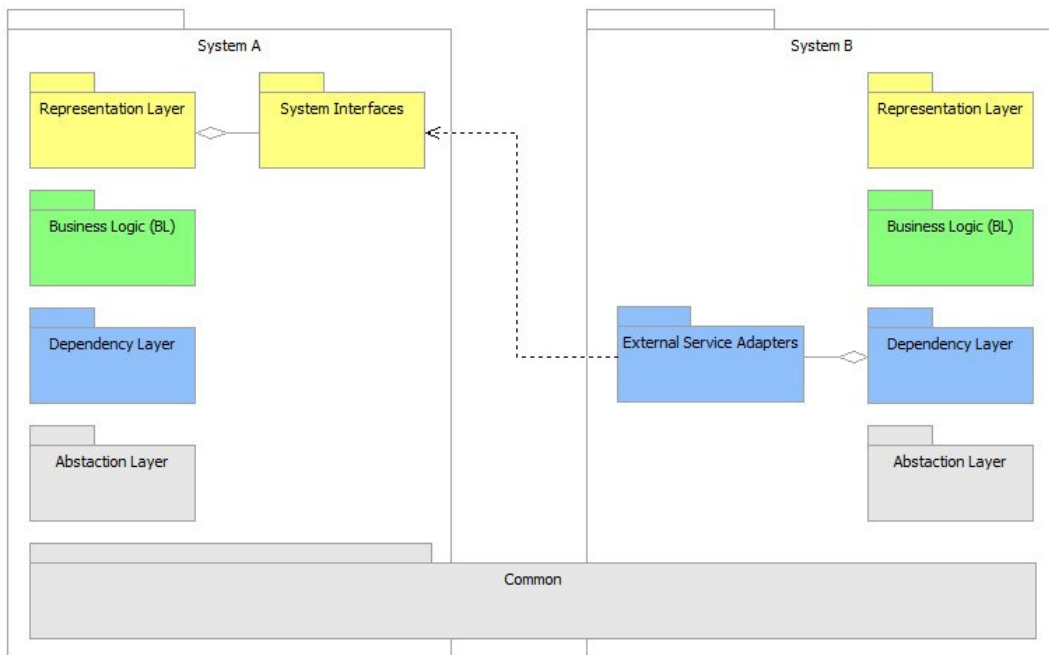 System A
System B
Representation Layer
System Interfaces
Representation Layer
Business Logic (BL)
Business Logic (BL)
Dependency Layer
External Service Adapters
Dependency Layer
Abstaction Layer
Abstaction Layer
Common